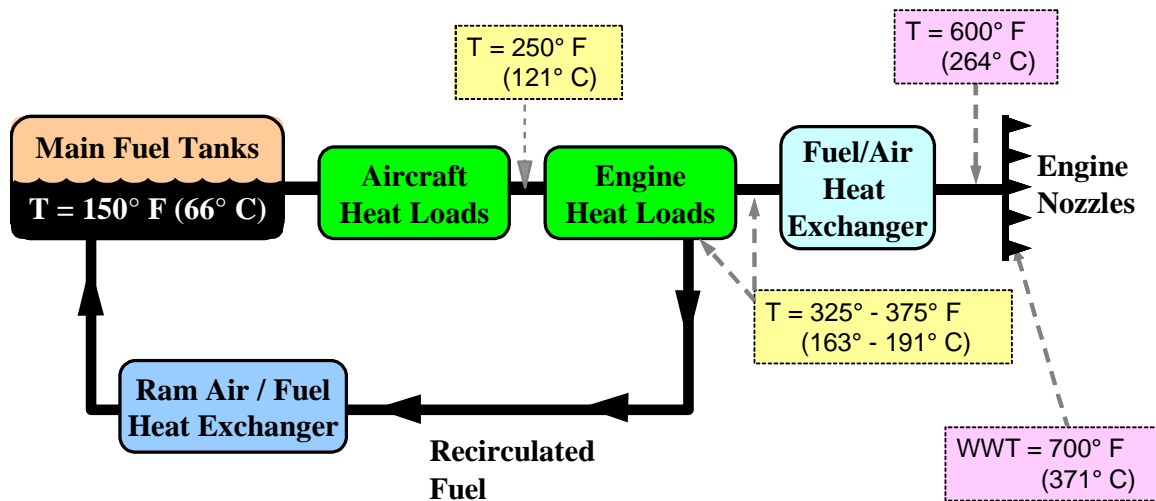 T = 250° F
(121° C)
T = 600° F
(264° C)
Main Fuel Tanks
T = 150° F (66° C)
Aircraft
Heat Loads
Engine
Heat Loads
Fuel/Air
Heat
Exchanger
Engine
Nozzles
T = 325° - 375° F
(163° - 191° C)
Ram Air / Fuel
Heat Exchanger
Recirculated
Fuel
WWT = 700° F
(371° C)